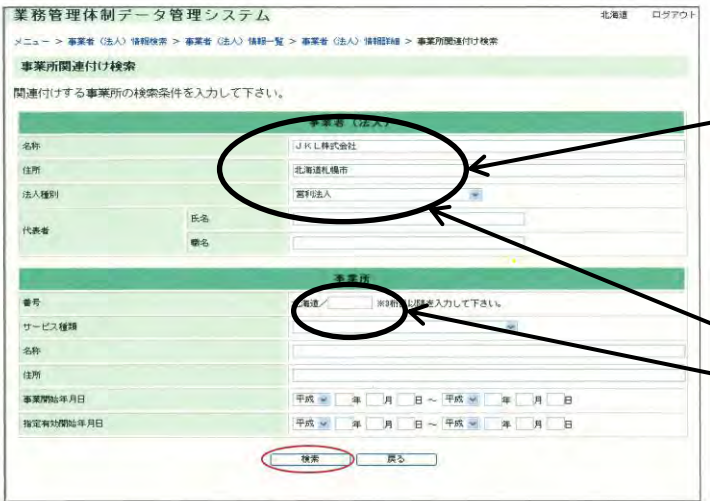 業務管理体制データ管理システム 北海道 ログアウト
メニュー > 事業者（法人）情報検索 > 事業者（法人）情報一覧 > 事業者（法人）情報詳細 > 事業所関連付け検索
事業所関連付け検索
関連付けする事業所の検索条件を入力して下さい。
事業者（法人）
名称 ＪＫＬ株式会社
住所 北海道札幌市
法人種別 営利法人
代表者 氏名
職名
事業所
番号 北海道／ ※3桁目以降を入力して下さい。
サービス種類
名称
住所
事業開始年月日 平成 年 月 日 ～ 平成 年 月 日
指定有効開始年月日 平成 年 月 日 ～ 平成 年 月 日
検索 戻る